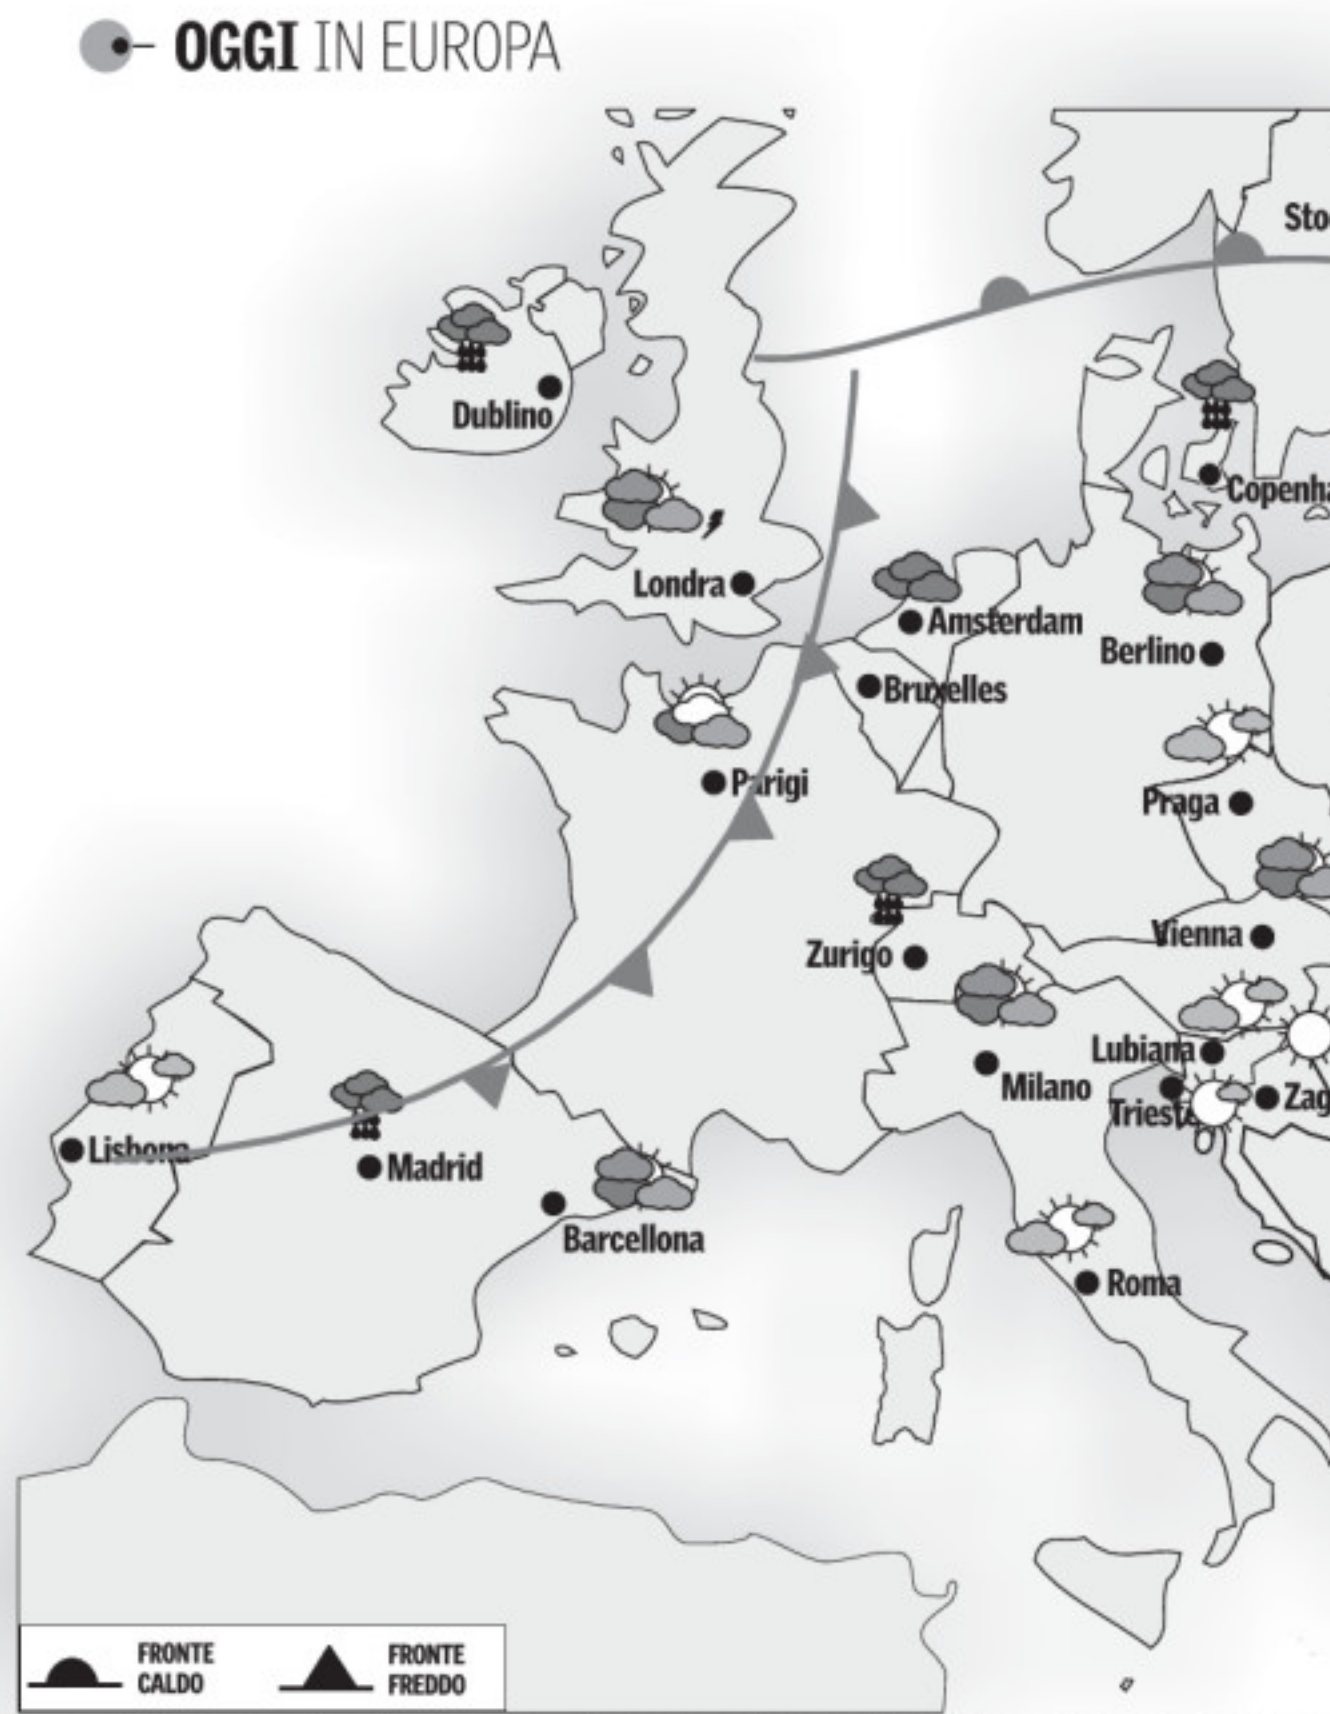 OGGI IN EUROPA
Sto
Dublino
Copenha
Londra
Amsterdam
Berlino
Bruxelles
Parigi
Praga
Vienna
Zurigo
Lubiana
Milano
Trieste
Zag
Lisbona
Madrid
Barcellona
Roma
FRONTE
CALDO
FRONTE
FREDDO